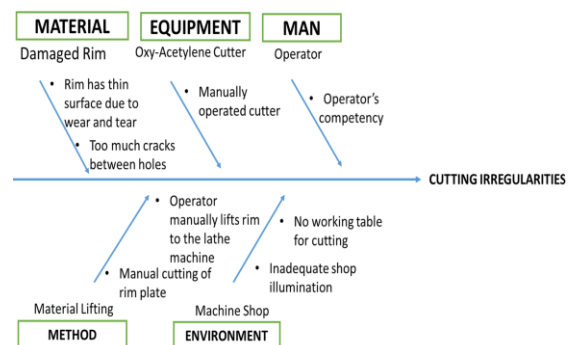 MATERIAL
EQUIPMENT
MAN
Damaged Rim
Oxy-Acetylene Cutter
Operator
• Rim has thin
surface due to
wear and tear
• Too much cracks
between holes
• Manually
operated cutter
• Operator's
competency
CUTTING IRREGULARITIES
• Operator
manually lifts rim
to the lathe
machine
• Manual cutting of
rim plate
• No working table
for cutting
• Inadequate shop
illumination
Material Lifting
Machine Shop
METHOD
ENVIRONMENT